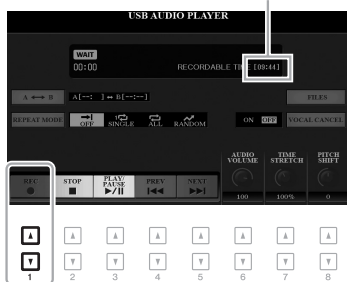 USB AUDIO PLAYER
WAIT
00:00
RECORDABLE TIME [09:44]
A ↔ B
A[--: ] ↔ B[--:--]
FILES
REPEAT MODE
OFF
SINGLE
ALL
RANDOM
ON OFF
VOCAL CANCEL
AUDIO VOLUME
TIME STRETCH
PITCH SHIFT
REC
STOP
PLAY/PAUSE
PREV
NEXT
100
100%
0
1 2 3 4 5 6 7 8